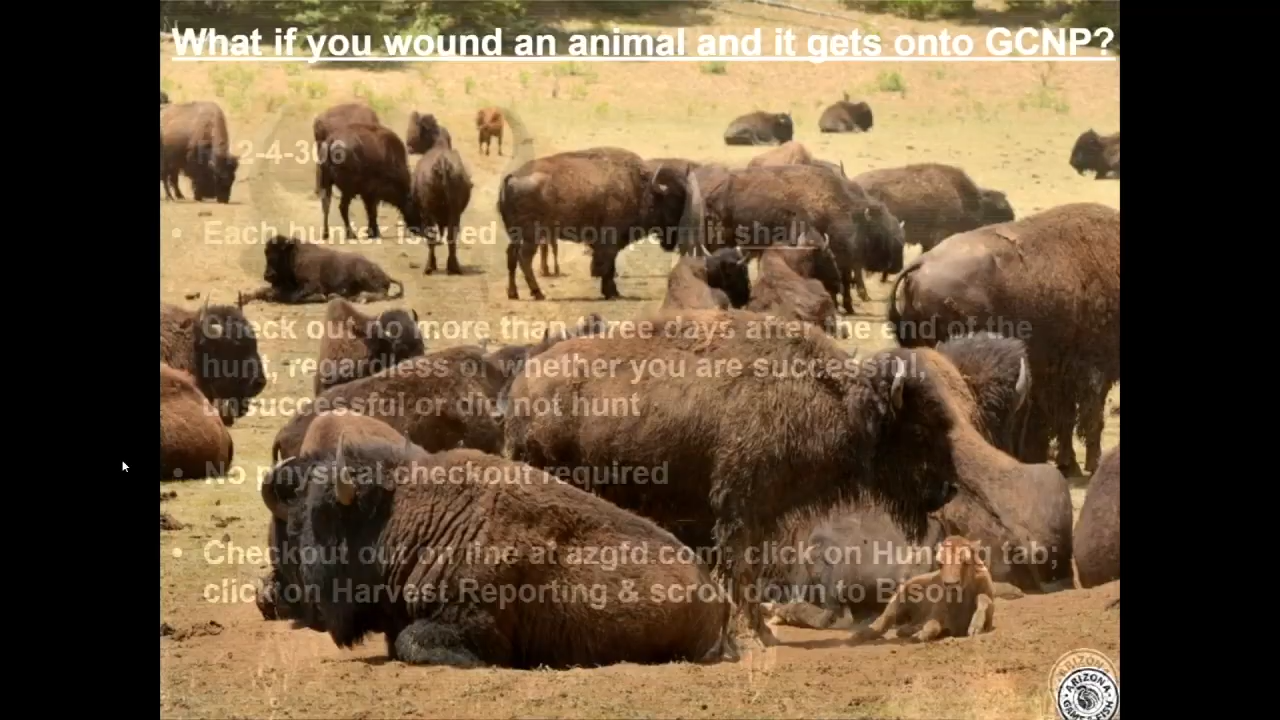 What if you wound an animal and it gets onto GCNP?
2-4-306
• Each hunter issued a bison permit shall
Check out no more than three days after the end of the
hunt, regardless of whether you are successful
unsuccessful or did not hunt
• No physical checkout required
• Checkout out on line at azgfd.com; click on Hunting tab;
click on Harvest Reporting & scroll down to Bison
ARIZONA